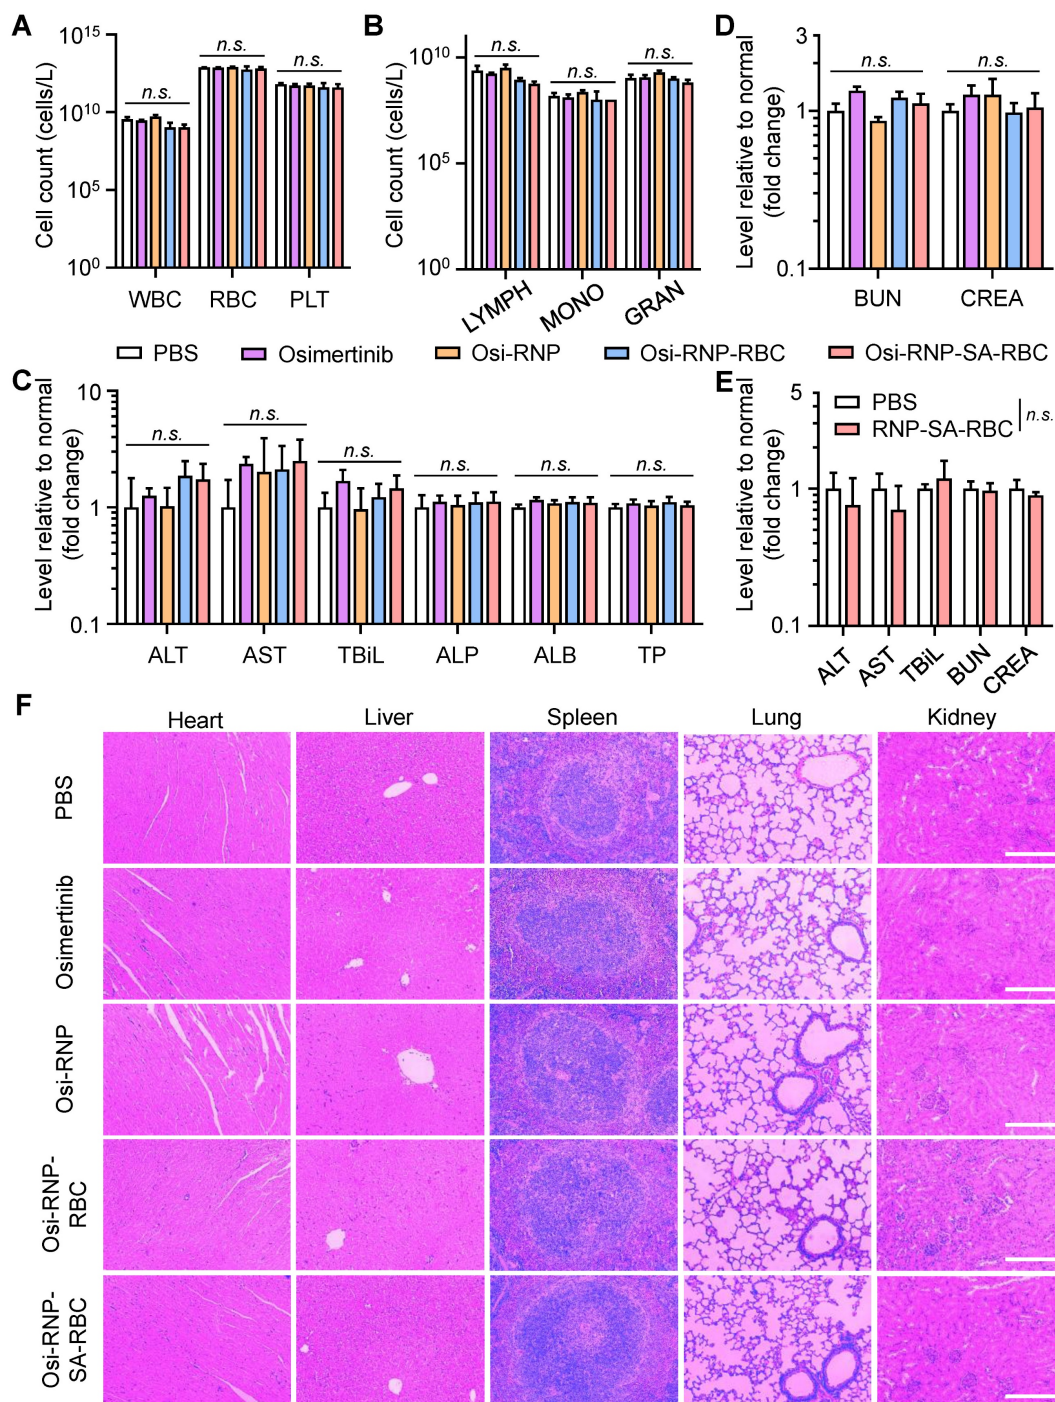 A
Cell count (cells/L)
10^15
10^10
10^5
10^0
n.s.
n.s.
n.s.
WBC
RBC
PLT
B
Cell count (cells/L)
10^10
10^5
10^0
n.s.
n.s.
n.s.
LYMPH
MONO
GRAN
D
Level relative to normal
(fold change)
3
1
0.1
n.s.
n.s.
BUN
CREA
PBS
Osimertinib
Osi-RNP
Osi-RNP-RBC
Osi-RNP-SA-RBC
C
Level relative to normal
(fold change)
10
1
0.1
n.s.
n.s.
n.s.
n.s.
n.s.
n.s.
ALT
AST
TBiL
ALP
ALB
TP
E
Level relative to normal
(fold change)
5
1
0.1
PBS
RNP-SA-RBC
n.s.
ALT
AST
TBiL
BUN
CREA
F
Heart
Liver
Spleen
Lung
Kidney
PBS
Osimertinib
Osi-RNP
Osi-RNP-
RBC
Osi-RNP-
SA-RBC